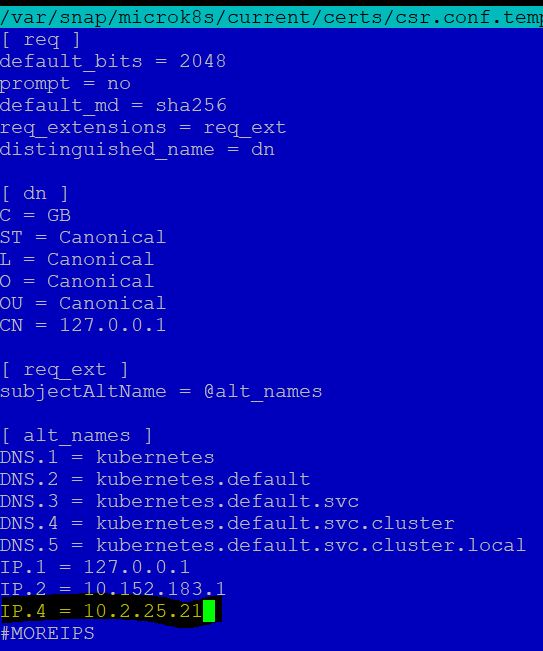 /var/snap/microk8s/current/certs/csr.conf.temp
[ req ]
default_bits = 2048
prompt = no
default_md = sha256
req_extensions = req_ext
distinguished_name = dn
[ dn ]
C = GB
ST = Canonical
L = Canonical
O = Canonical
OU = Canonical
CN = 127.0.0.1
[ req_ext ]
subjectAltName = @alt_names
[ alt_names ]
DNS.1 = kubernetes
DNS.2 = kubernetes.default
DNS.3 = kubernetes.default.svc
DNS.4 = kubernetes.default.svc.cluster
DNS.5 = kubernetes.default.svc.cluster.local
IP.1 = 127.0.0.1
IP.2 = 10.152.183.1
IP.4 = 10.2.25.21
#MOREIPS